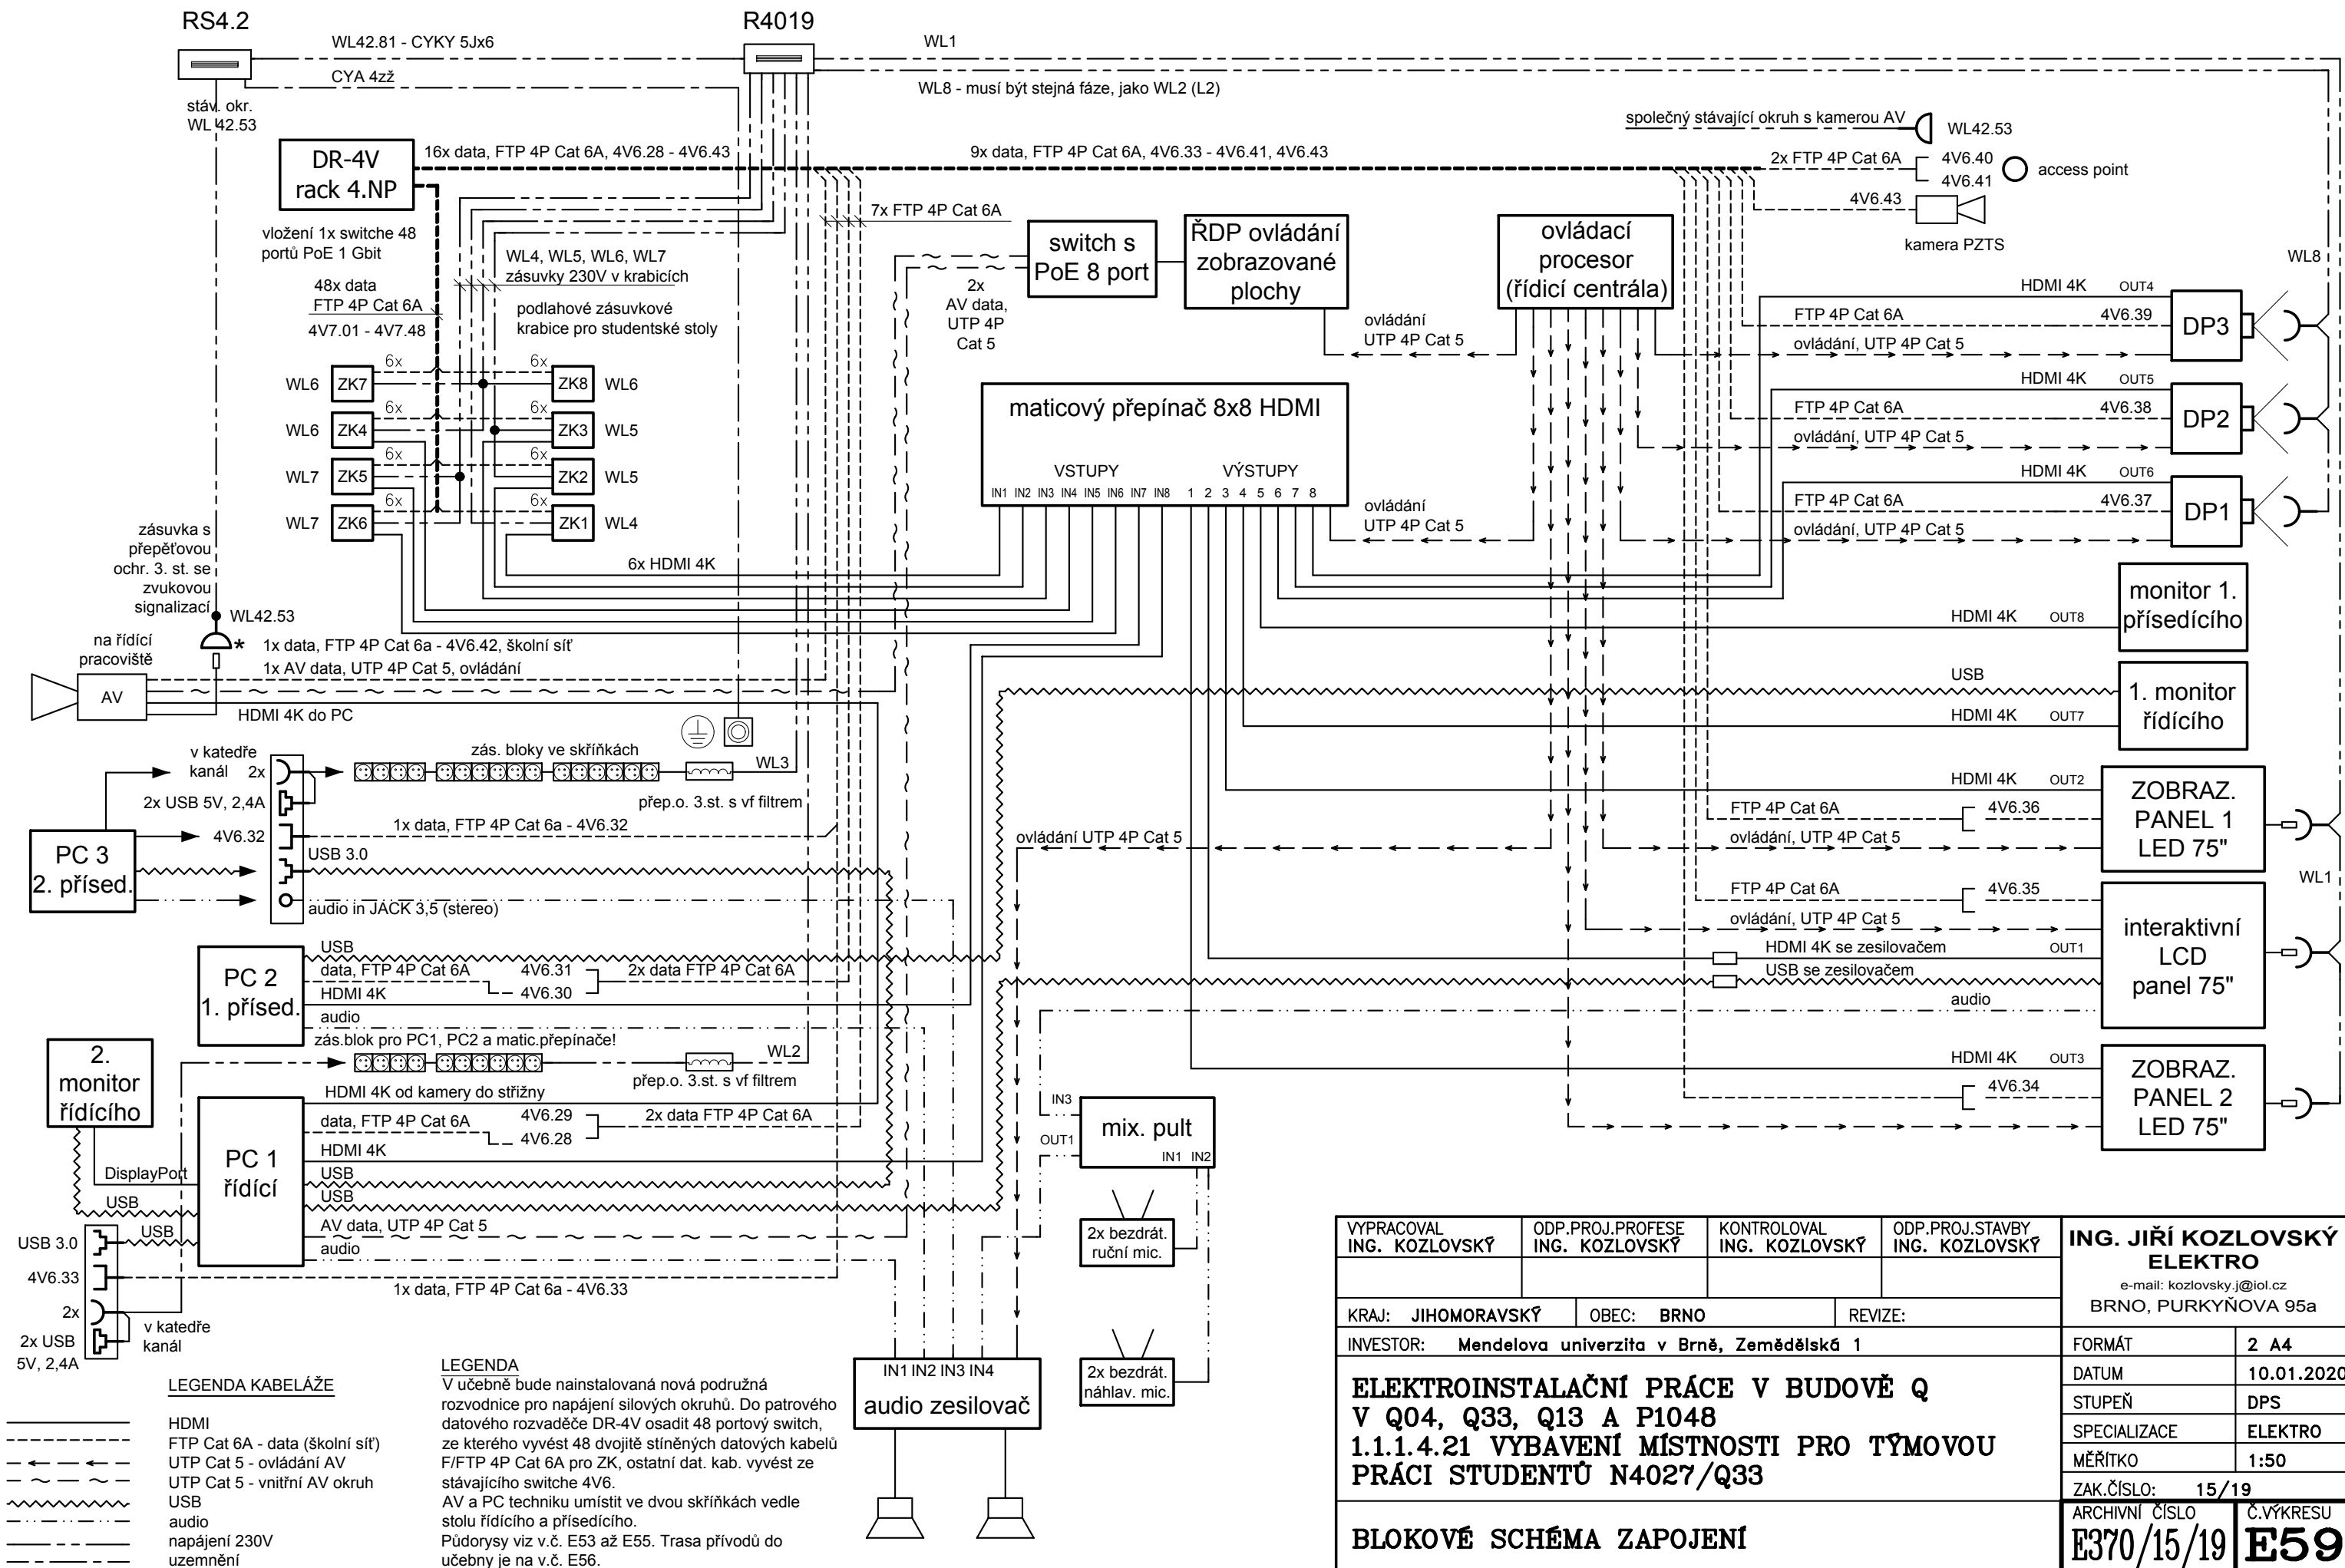 RS4.2
R4019
WL42.81 - CYKY 5Jx6
CYA 4zž
WL1
WL8 - musí být stejná fáze, jako WL2 (L2)
stáv. okr.
WL 42.53
společný stávající okruh s kamerou AV
WL42.53
DR-4V
rack 4.NP
16x data, FTP 4P Cat 6A, 4V6.28 - 4V6.43
9x data, FTP 4P Cat 6A, 4V6.33 - 4V6.41, 4V6.43
2x FTP 4P Cat 6A
4V6.40
4V6.41
access point
4V6.43
kamera PZTS
7x FTP 4P Cat 6A
vložení 1x switche 48
portů PoE 1 Gbit
48x data
FTP 4P Cat 6A
4V7.01 - 4V7.48
WL4, WL5, WL6, WL7
zásuvky 230V v krabicích
podlahové zásuvkové
krabice pro studentské stoly
switch s
PoE 8 port
ŘDP ovládání
zobrazované
plochy
ovládací
procesor
(řídicí centrála)
2x
AV data,
UTP 4P
Cat 5
ovládání
UTP 4P Cat 5
WL8
HDMI 4K OUT4
FTP 4P Cat 6A 4V6.39
ovládání, UTP 4P Cat 5
DP3
HDMI 4K OUT5
FTP 4P Cat 6A 4V6.38
ovládání, UTP 4P Cat 5
DP2
HDMI 4K OUT6
FTP 4P Cat 6A 4V6.37
ovládání, UTP 4P Cat 5
DP1
6x 6x
WL6 ZK7 ZK8 WL6
6x 6x
WL6 ZK4 ZK3 WL5
6x 6x
WL7 ZK5 ZK2 WL5
6x 6x
WL7 ZK6 ZK1 WL4
maticový přepínač 8x8 HDMI
VSTUPY VÝSTUPY
IN1 IN2 IN3 IN4 IN5 IN6 IN7 IN8 1 2 3 4 5 6 7 8
ovládání
UTP 4P Cat 5
6x HDMI 4K
zásuvka s
přepěťovou
ochr. 3. st. se
zvukovou
signalizací
WL42.53
*
na řídící
pracoviště
AV
1x data, FTP 4P Cat 6a - 4V6.42, školní síť
1x AV data, UTP 4P Cat 5, ovládání
HDMI 4K do PC
HDMI 4K OUT8
monitor 1.
přísedícího
USB
HDMI 4K OUT7
1. monitor
řídícího
v katedře
kanál 2x
2x USB 5V, 2,4A
4V6.32
zás. bloky ve skříňkách
WL3
přep.o. 3.st. s vf filtrem
1x data, FTP 4P Cat 6a - 4V6.32
USB 3.0
audio in JACK 3,5 (stereo)
PC 3
2. přísed.
ovládání UTP 4P Cat 5
HDMI 4K OUT2
FTP 4P Cat 6A 4V6.36
ovládání, UTP 4P Cat 5
ZOBRAZ.
PANEL 1
LED 75"
WL1
FTP 4P Cat 6A 4V6.35
ovládání, UTP 4P Cat 5
HDMI 4K se zesilovačem OUT1
USB se zesilovačem
audio
interaktivní
LCD
panel 75"
HDMI 4K OUT3
4V6.34
ZOBRAZ.
PANEL 2
LED 75"
PC 2
1. přísed.
USB
data, FTP 4P Cat 6A
4V6.31
4V6.30
2x data FTP 4P Cat 6A
HDMI 4K
audio
zás.blok pro PC1, PC2 a matic.přepínače!
WL2
přep.o. 3.st. s vf filtrem
2.
monitor
řídícího
PC 1
řídící
HDMI 4K od kamery do střižny
data, FTP 4P Cat 6A
4V6.29
4V6.28
2x data FTP 4P Cat 6A
HDMI 4K
USB
USB
AV data, UTP 4P Cat 5
audio
DisplayPort
USB
USB
USB 3.0
4V6.33
2x
2x USB
5V, 2,4A
v katedře
kanál
1x data, FTP 4P Cat 6a - 4V6.33
IN3
OUT1
mix. pult
IN1 IN2
2x bezdrát.
ruční mic.
2x bezdrát.
náhlav. mic.
IN1 IN2 IN3 IN4
audio zesilovač
LEGENDA KABELÁŽE
HDMI
FTP Cat 6A - data (školní síť)
UTP Cat 5 - ovládání AV
UTP Cat 5 - vnitřní AV okruh
USB
audio
napájení 230V
uzemnění
LEGENDA
V učebně bude nainstalovaná nová podružná
rozvodnice pro napájení silových okruhů. Do patrového
datového rozvaděče DR-4V osadit 48 portový switch,
ze kterého vyvést 48 dvojitě stíněných datových kabelů
F/FTP 4P Cat 6A pro ZK, ostatní dat. kab. vyvést ze
stávajícího switche 4V6.
AV a PC techniku umístit ve dvou skříňkách vedle
stolu řídícího a přísedícího.
Půdorysy viz v.č. E53 až E55. Trasa přívodů do
učebny je na v.č. E56.
VYPRACOVAL
ING. KOZLOVSKÝ
ODP.PROJ.PROFESE
ING. KOZLOVSKÝ
KONTROLOVAL
ING. KOZLOVSKÝ
ODP.PROJ.STAVBY
ING. KOZLOVSKÝ
ING. JIŘÍ KOZLOVSKÝ
ELEKTRO
e-mail: kozlovsky.j@iol.cz
BRNO, PURKYŇOVA 95a
KRAJ: JIHOMORAVSKÝ OBEC: BRNO REVIZE:
INVESTOR: Mendelova univerzita v Brně, Zemědělská 1
FORMÁT 2 A4
DATUM 10.01.2020
STUPEŇ DPS
SPECIALIZACE ELEKTRO
MĚŘÍTKO 1:50
ZAK.ČÍSLO: 15/19
ELEKTROINSTALAČNÍ PRÁCE V BUDOVĚ Q
V Q04, Q33, Q13 A P1048
1.1.1.4.21 VYBAVENÍ MÍSTNOSTI PRO TÝMOVOU
PRÁCI STUDENTŮ N4027/Q33
BLOKOVÉ SCHÉMA ZAPOJENÍ
ARCHIVNÍ ČÍSLO
E370/15/19
Č.VÝKRESU
E59